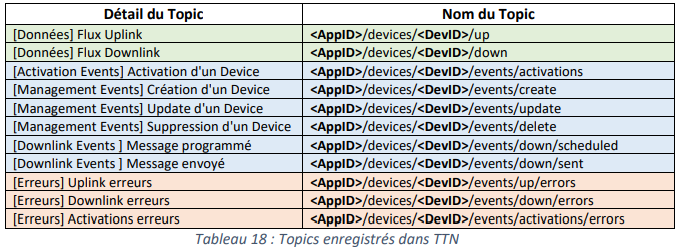 Détail du Topic Nom du Topic
[Données] Flux Uplink <AppID>/devices/<DevID>/up
[Données] Flux Downlink <AppID>/devices/<DevID>/down
[Activation Events] Activation d'un Device <AppID>/devices/<DevID>/events/activations
[Management Events] Création d'un Device <AppID>/devices/<DevID>/events/create
[Management Events] Update d'un Device <AppID>/devices/<DevID>/events/update
[Management Events] Suppression d'un Device <AppID>/devices/<DevID>/events/delete
[Downlink Events ] Message programmé <AppID>/devices/<DevID>/events/down/scheduled
[Downlink Events ] Message envoyé <AppID>/devices/<DevID>/events/down/sent
[Erreurs] Uplink erreurs <AppID>/devices/<DevID>/events/up/errors
[Erreurs] Downlink erreurs <AppID>/devices/<DevID>/events/down/errors
[Erreurs] Activations erreurs <AppID>/devices/<DevID>/events/activations/errors
Tableau 18 : Topics enregistrés dans TTN